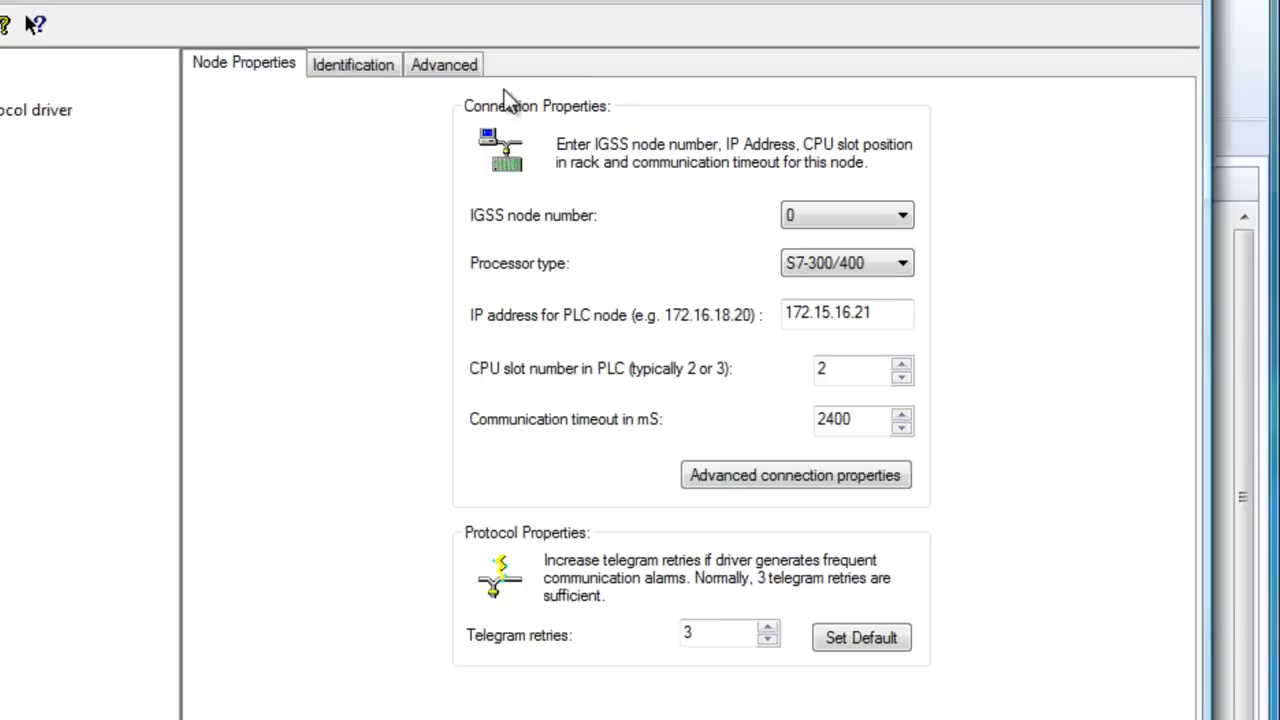 Node Properties
Identification
Advanced
ocol driver
Connection Properties:
Enter IGSS node number, IP Address, CPU slot position
in rack and communication timeout for this node.
IGSS node number:
0
Processor type:
S7-300/400
IP address for PLC node (e.g. 172.16.18.20) :
172.15.16.21
CPU slot number in PLC (typically 2 or 3):
2
Communication timeout in mS:
2400
Advanced connection properties
Protocol Properties:
Increase telegram retries if driver generates frequent
communication alarms. Normally, 3 telegram retries are
sufficient.
Telegram retries:
3
Set Default